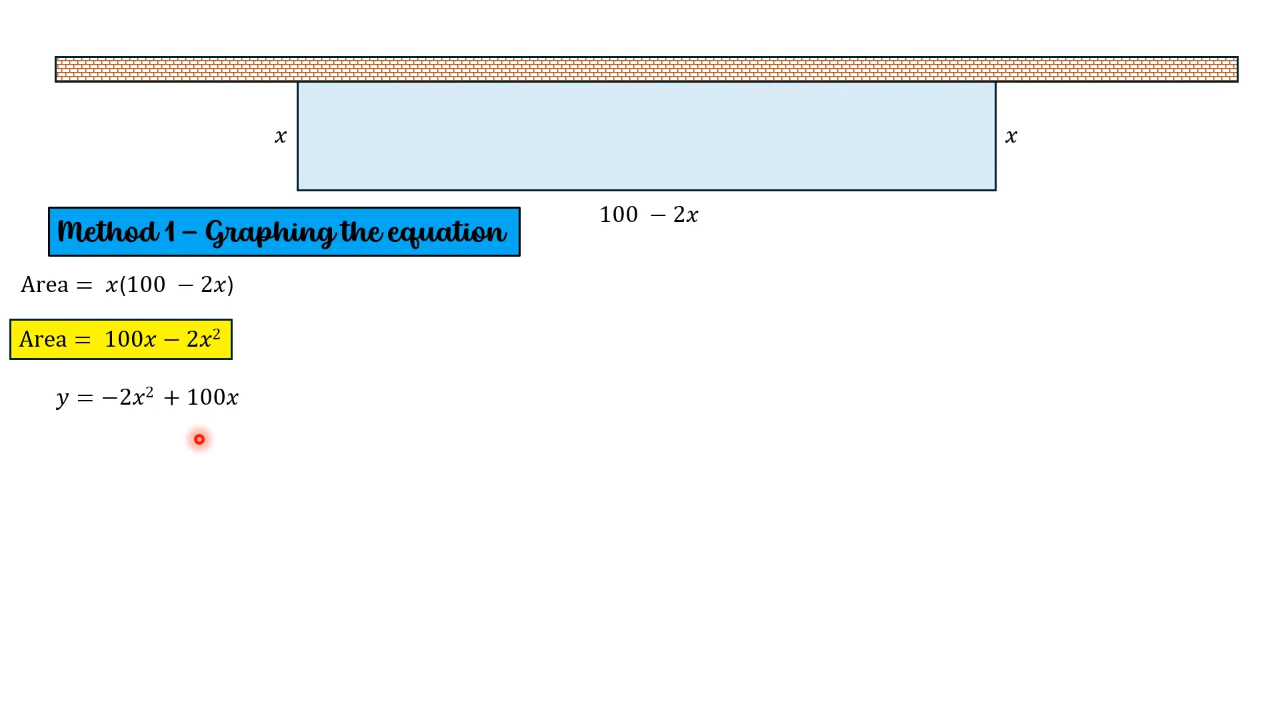 x x
100 − 2x
Method 1 – Graphing the equation
Area = x(100 − 2x)
Area = 100x − 2x²
y = −2x² + 100x